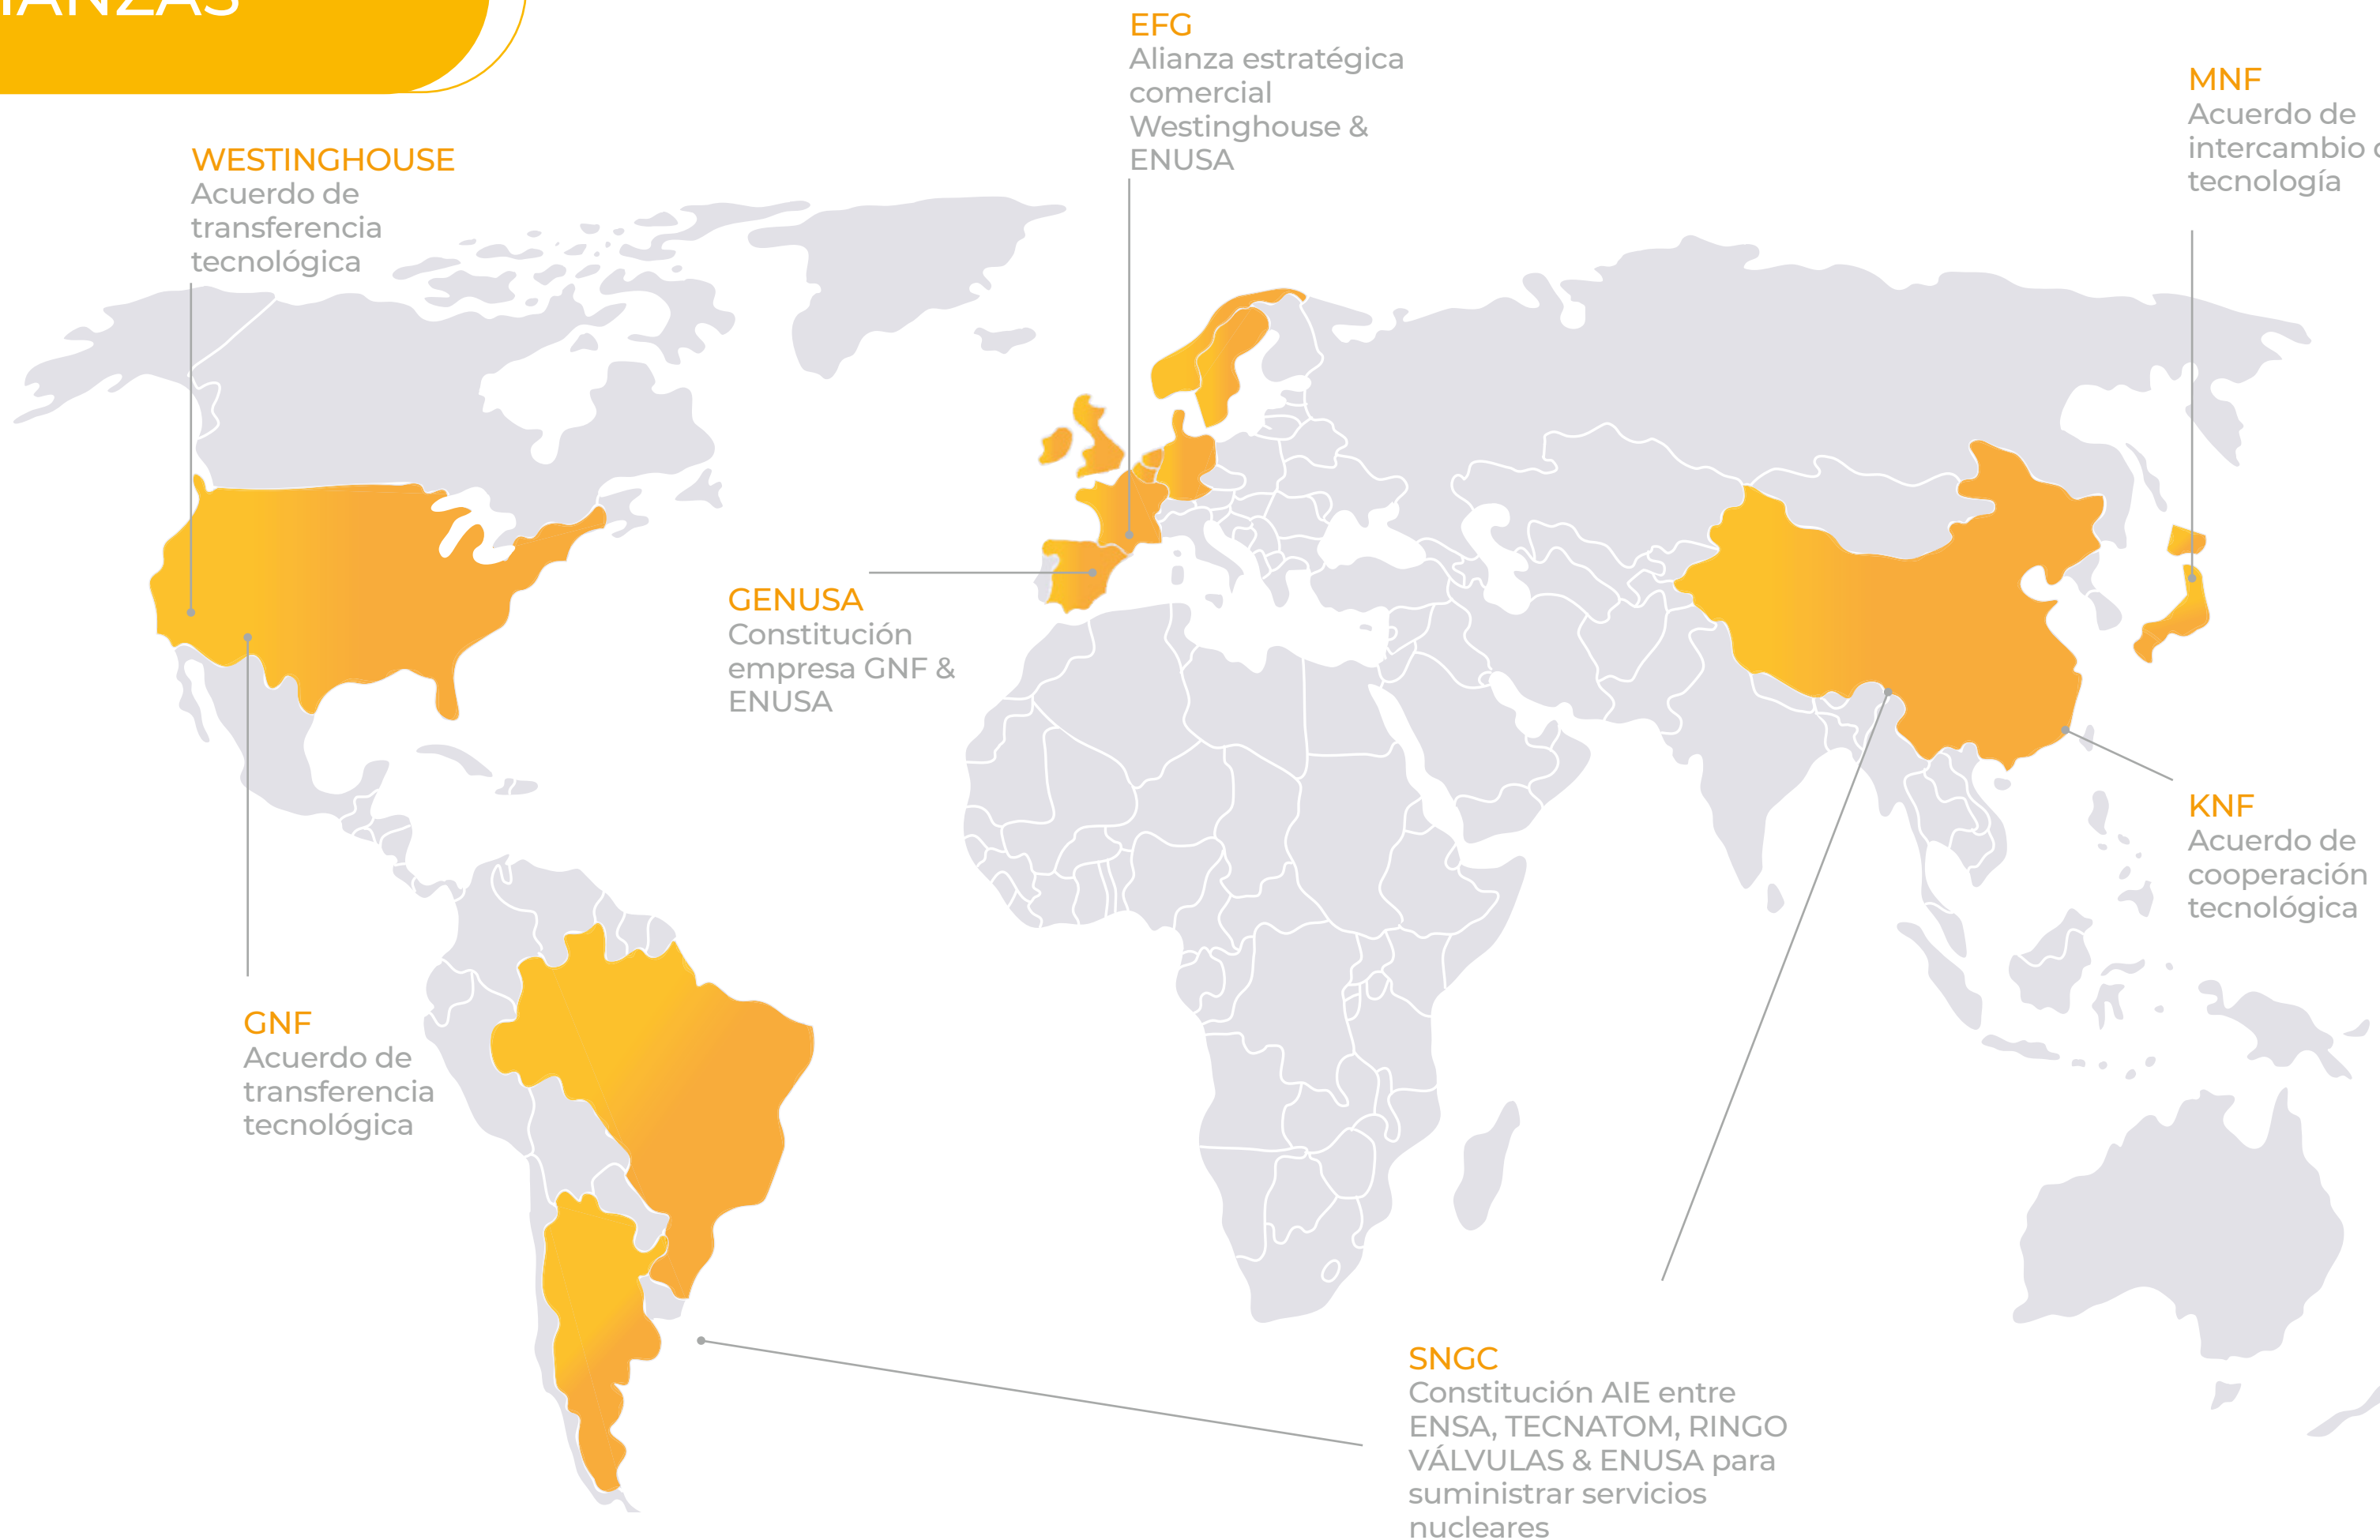 EFG
Alianza estratégica
comercial
Westinghouse &
ENUSA
MNF
Acuerdo de
intercambio
tecnología
WESTINGHOUSE
Acuerdo de
transferencia
tecnológica
GENUSA
Constitución
empresa GNF &
ENUSA
KNF
Acuerdo de
cooperación
tecnológica
GNF
Acuerdo de
transferencia
tecnológica
SNGC
Constitución AIE entre
ENSA, TECNATOM, RINGO
VÁLVULAS & ENUSA para
suministrar servicios
nucleares